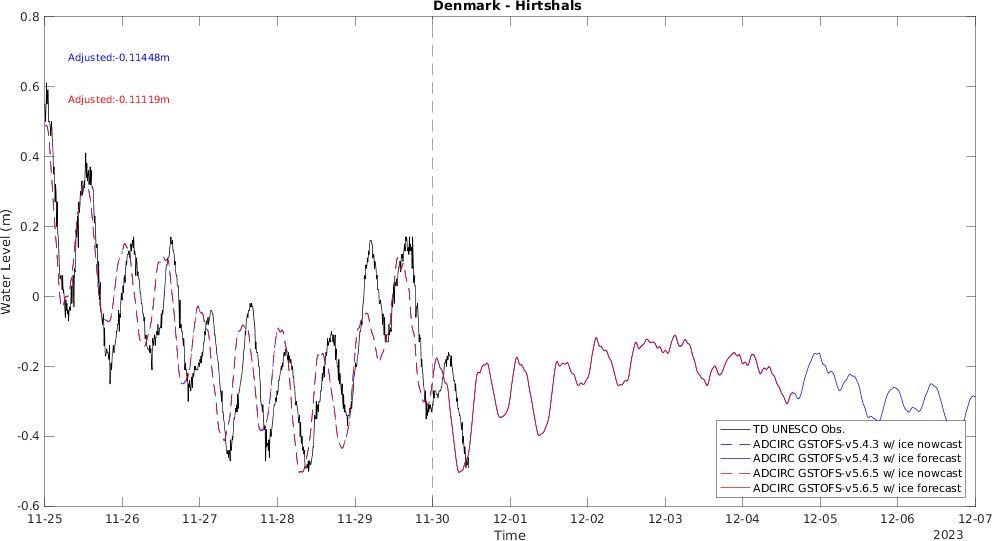 Denmark - Hirtshals
0.8
Adjusted:-0.11448m
0.6
Adjusted:-0.11119m
0.4
0.2
Water Level (m)
0
-0.2
-0.4
TD UNESCO Obs.
ADCIRC GSTOFS-v5.4.3 w/ ice nowcast
ADCIRC GSTOFS-v5.4.3 w/ ice forecast
ADCIRC GSTOFS-v5.6.5 w/ ice nowcast
ADCIRC GSTOFS-v5.6.5 w/ ice forecast
-0.6
11-25 11-26 11-27 11-28 11-29 11-30 12-01 12-02 12-03 12-04 12-05 12-06 12-07
Time
2023